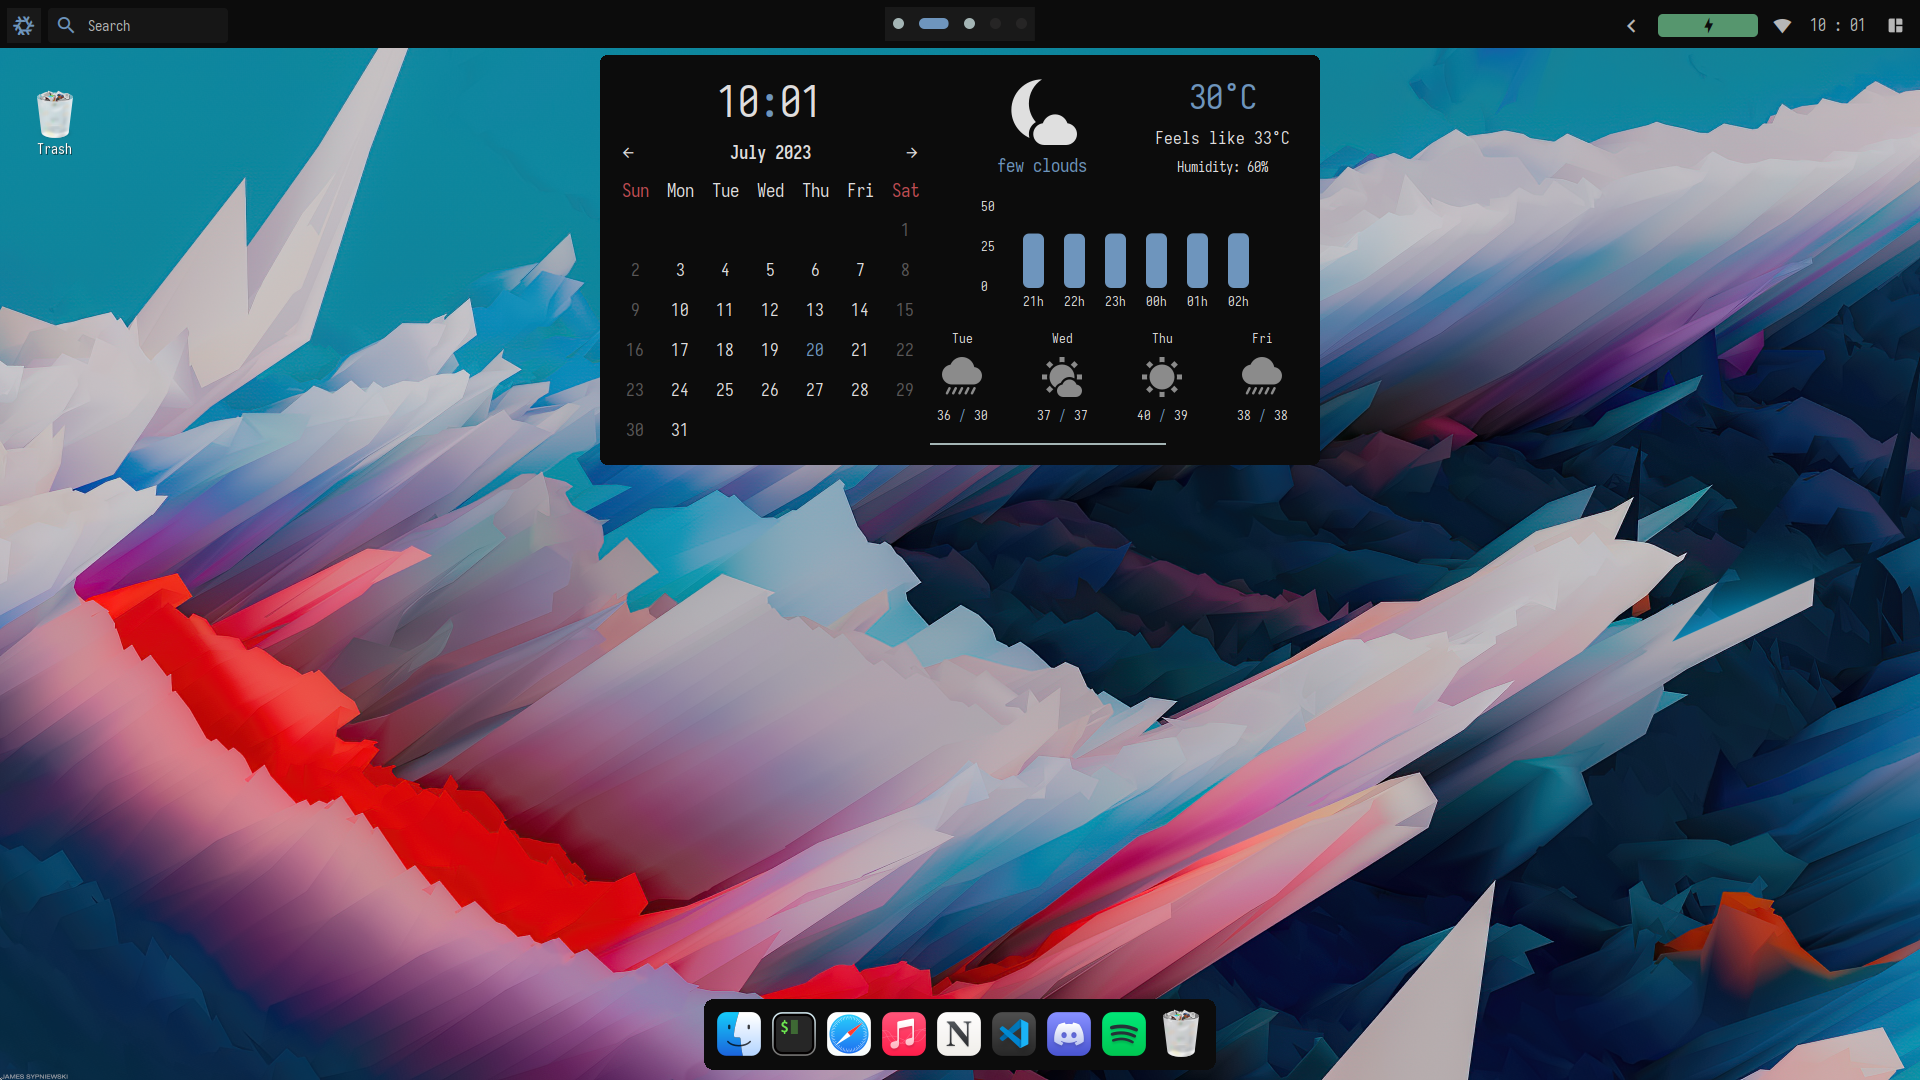 Search
10 : 01
Trash
10:01
July 2023
Sun Mon Tue Wed Thu Fri Sat
1
2 3 4 5 6 7 8
9 10 11 12 13 14 15
16 17 18 19 20 21 22
23 24 25 26 27 28 29
30 31
few clouds
30°C
Feels like 33°C
Humidity: 60%
50
25
0
21h 22h 23h 00h 01h 02h
Tue Wed Thu Fri
36 / 30 37 / 37 40 / 39 38 / 38
$
N
JAMES SYPNIEWSKI